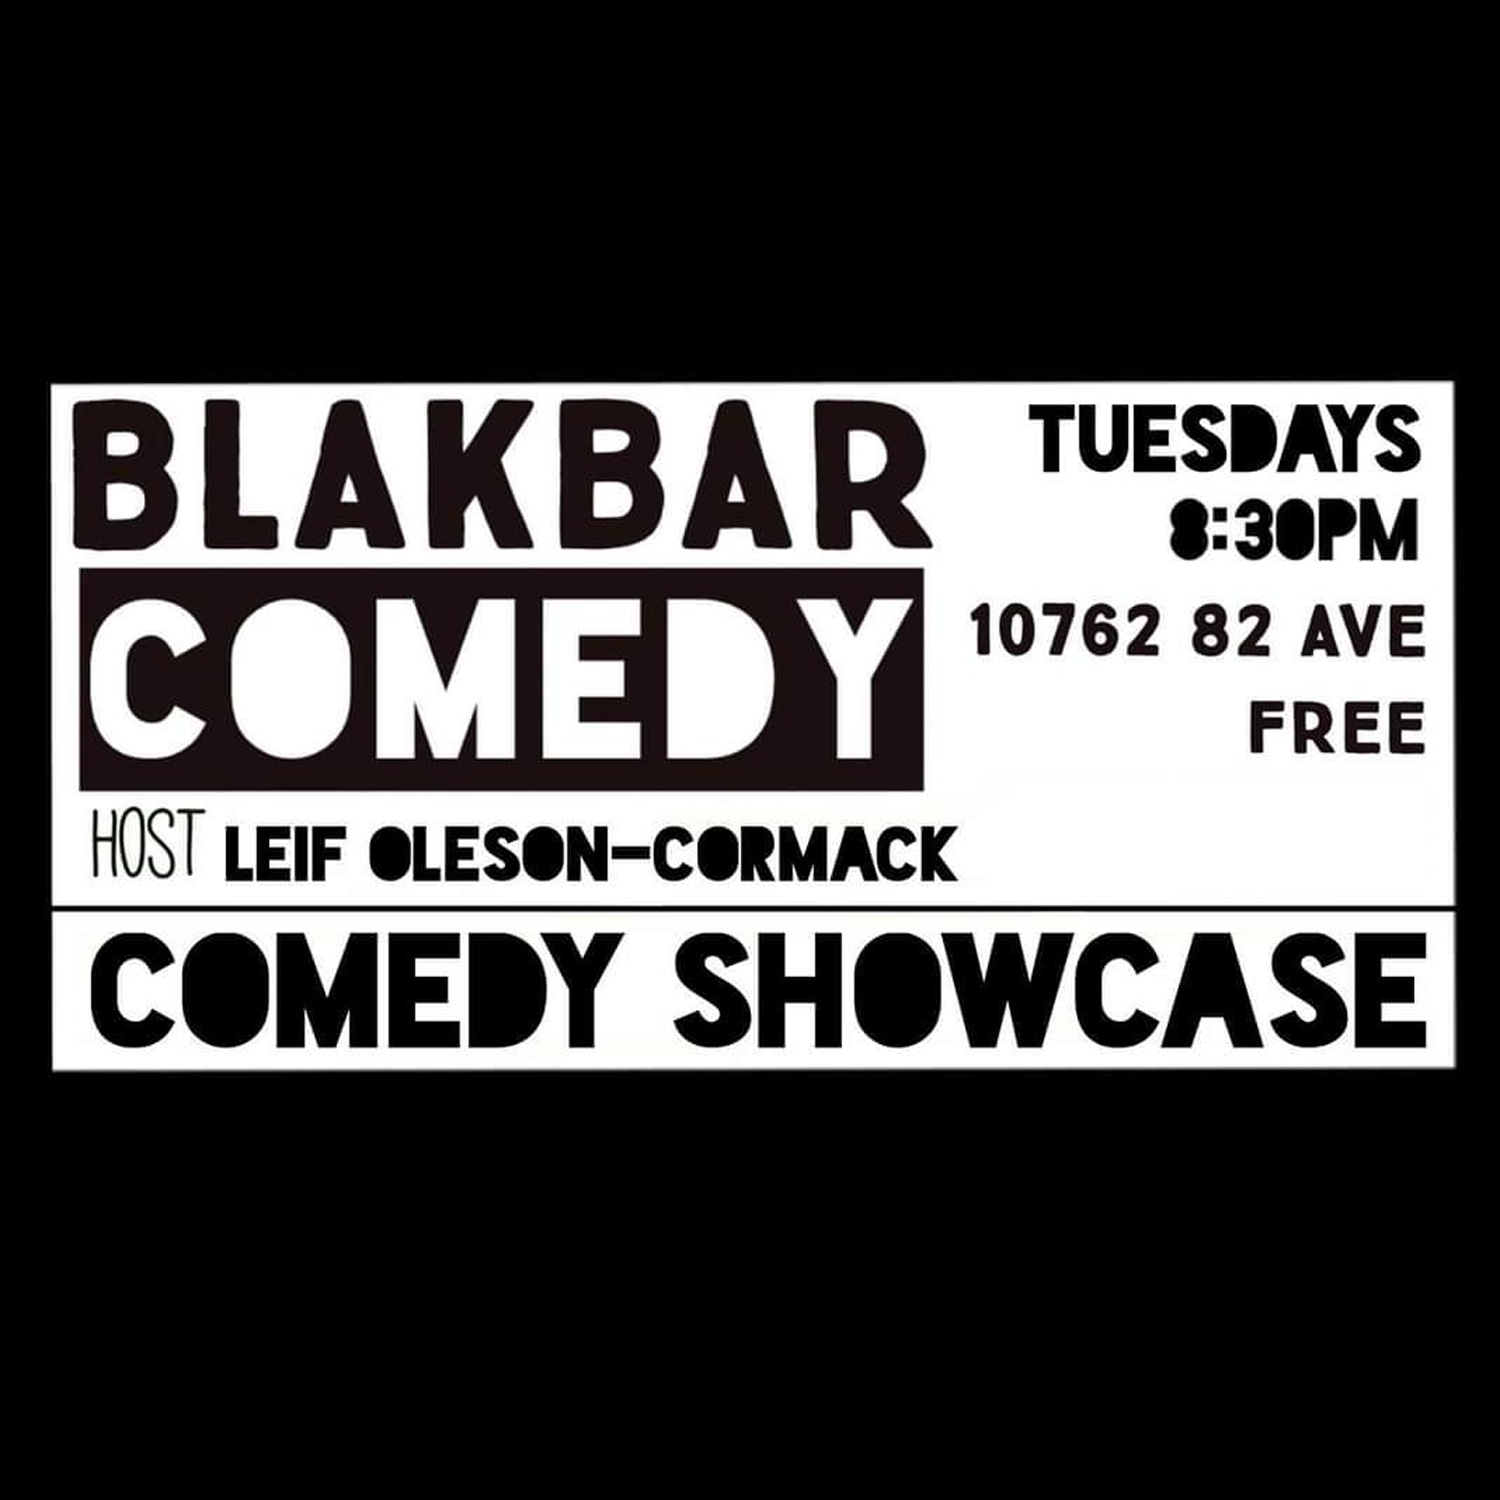 BLAKBAR
COMEDY
HOST LEIF OLESON-CORMACK
TUESDAYS
8:30PM
10762 82 AVE
FREE
COMEDY SHOWCASE